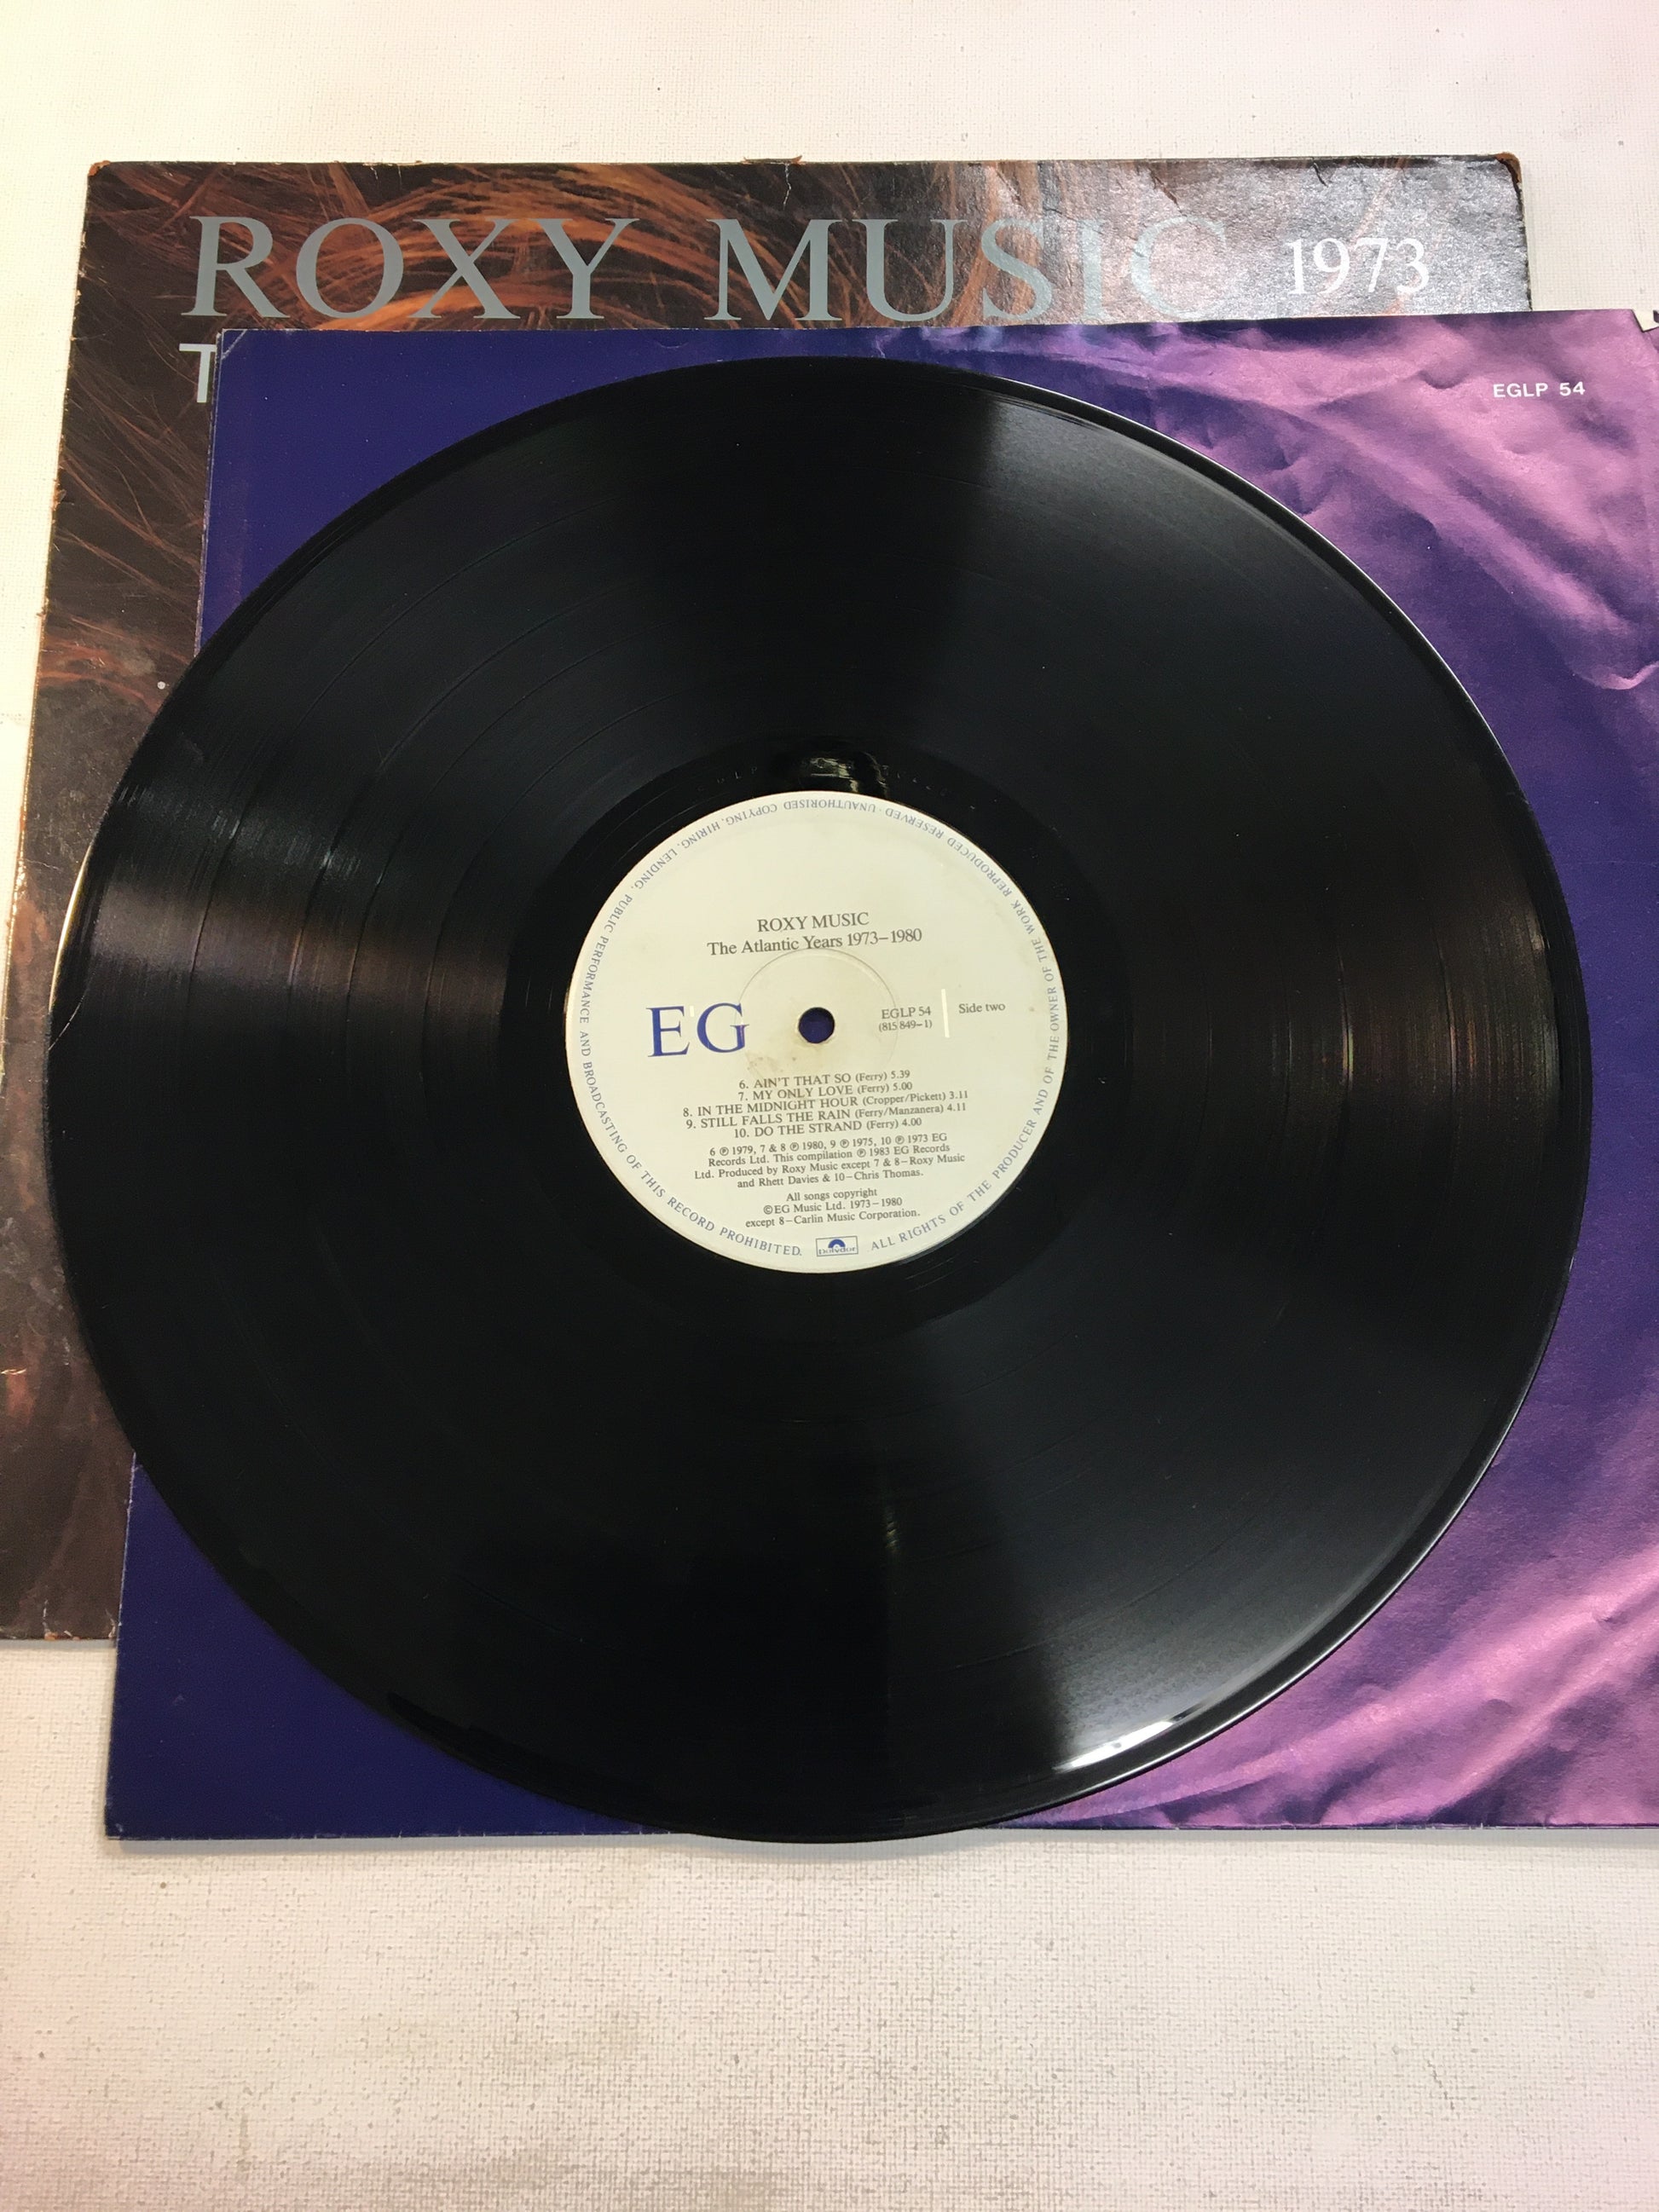 ROXY MUSIC 1973
T
EGLP 54
ROXY MUSIC
The Atlantic Years 1973–1980
EG
EGLP 54
(815 849–1)
Side two
6. AIN'T THAT SO (Ferry) 5.39
7. MY ONLY LOVE (Ferry) 5.00
8. IN THE MIDNIGHT HOUR (Cropper/Pickett) 3.11
9. STILL FALLS THE RAIN (Ferry/Manzanera) 4.11
10. DO THE STRAND (Ferry) 4.00
6 ℗ 1979, 7 & 8 ℗ 1980, 9 ℗ 1975, 10 ℗ 1973 EG
Records Ltd. This compilation ℗ 1983 EG Records
Ltd. Produced by Roxy Music except 7 & 8–Roxy Music
and Rhett Davies & 10–Chris Thomas.
All songs copyright
© EG Music Ltd. 1973–1980
except 8–Carlin Music Corporation.
polydor
ALL RIGHTS OF THE PRODUCER AND OF THE OWNER OF THE WORK REPRODUCED RESERVED · UNAUTHORISED COPYING, HIRING, LENDING, PUBLIC PERFORMANCE AND BROADCASTING OF THIS RECORD PROHIBITED.